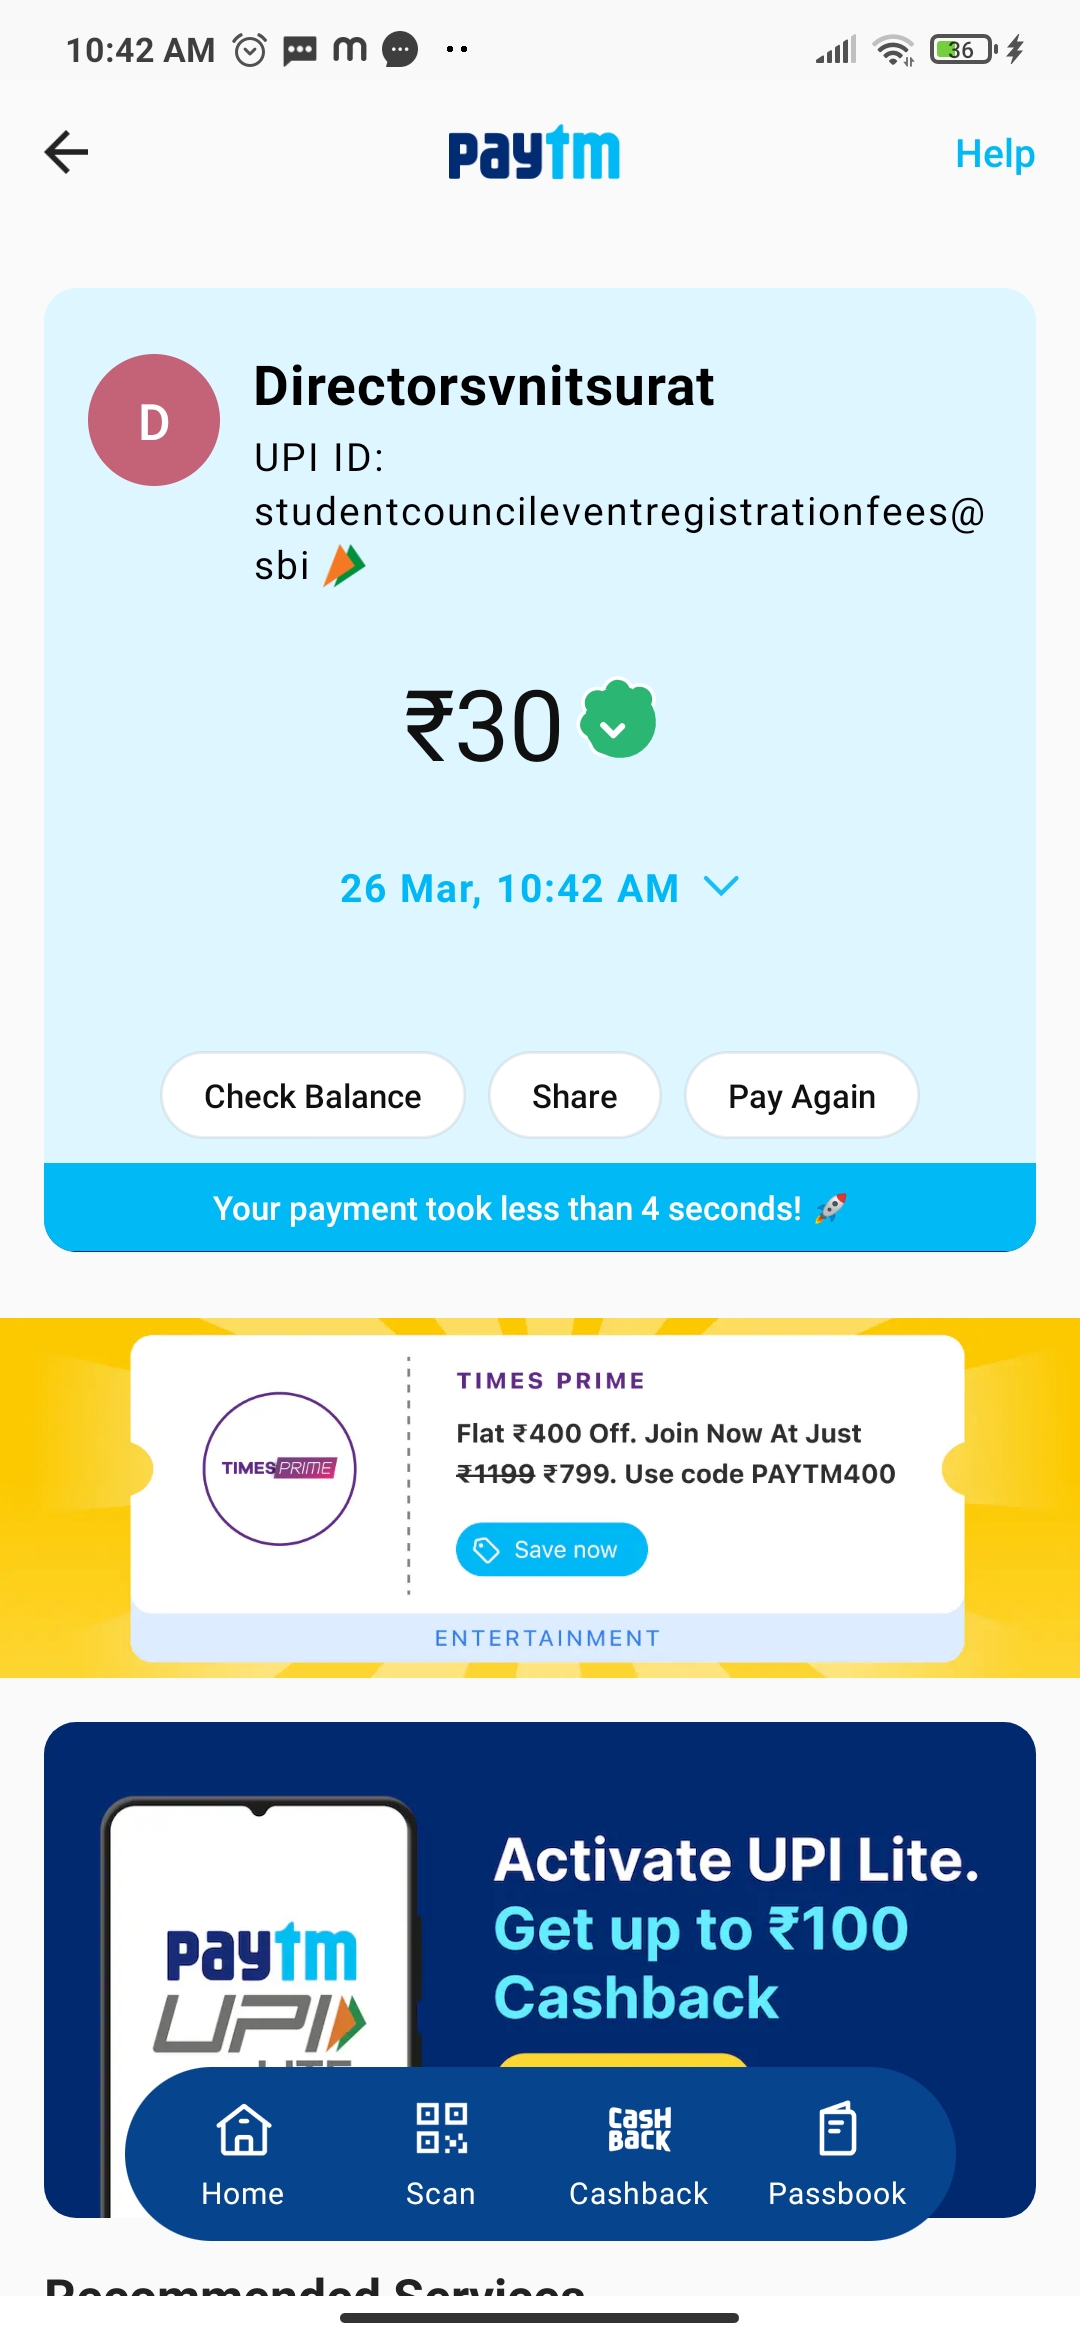 10:42 AM 36
paytm
Help
D
Directorsvnitsurat
UPI ID:
studentcouncileventregistrationfees@
sbi
₹30
26 Mar, 10:42 AM
Check Balance Share Pay Again
Your payment took less than 4 seconds! 🚀
TIMES PRIME
TIMES PRIME
Flat ₹400 Off. Join Now At Just
₹1199 ₹799. Use code PAYTM400
Save now
ENTERTAINMENT
Activate UPI Lite.
Get up to ₹100
Cashback
paytm
UPI
LITE
CASH
BACK
Home Scan Cashback Passbook
Recommended Services